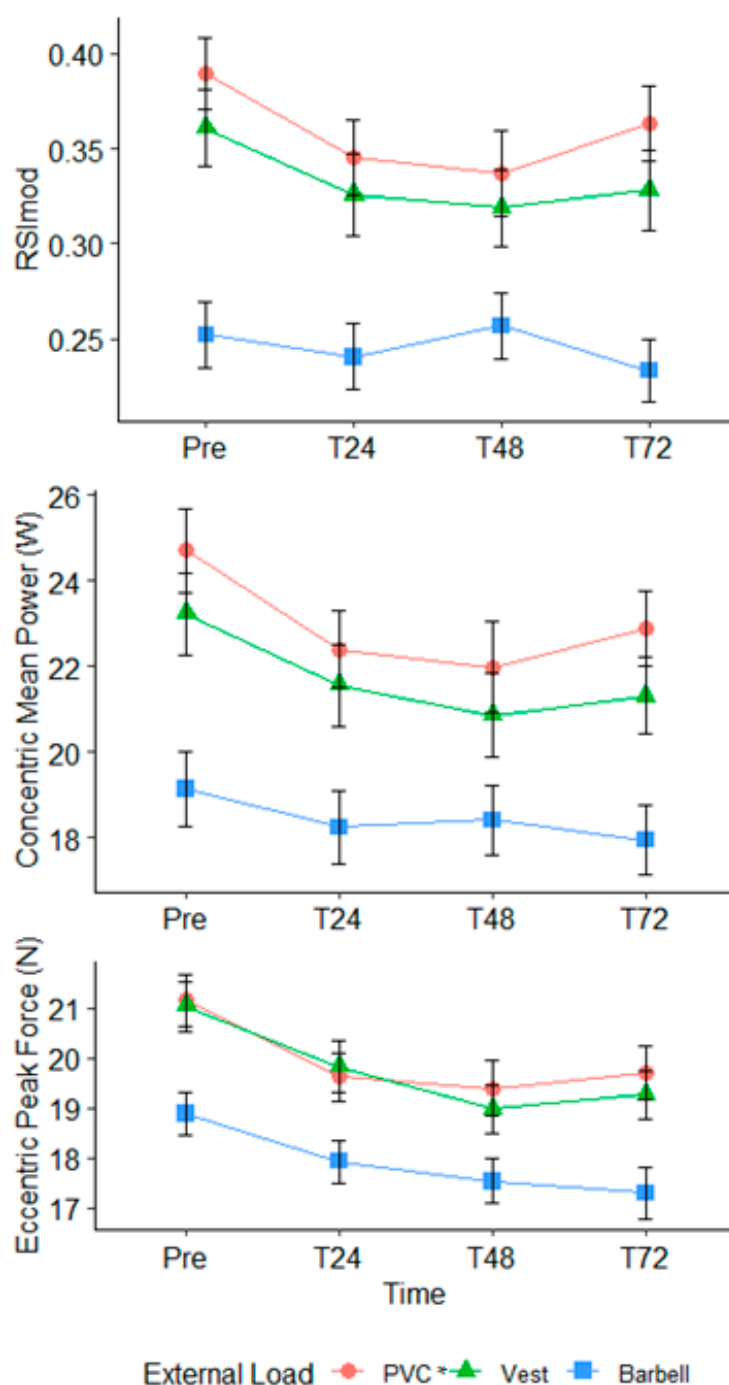 RSImod
0.40
0.35
0.30
0.25
Pre T24 T48 T72
Concentric Mean Power (W)
26
24
22
20
18
Pre T24 T48 T72
Eccentric Peak Force (N)
21
20
19
18
17
Pre T24 T48 T72
Time
External Load PVC * Vest Barbell